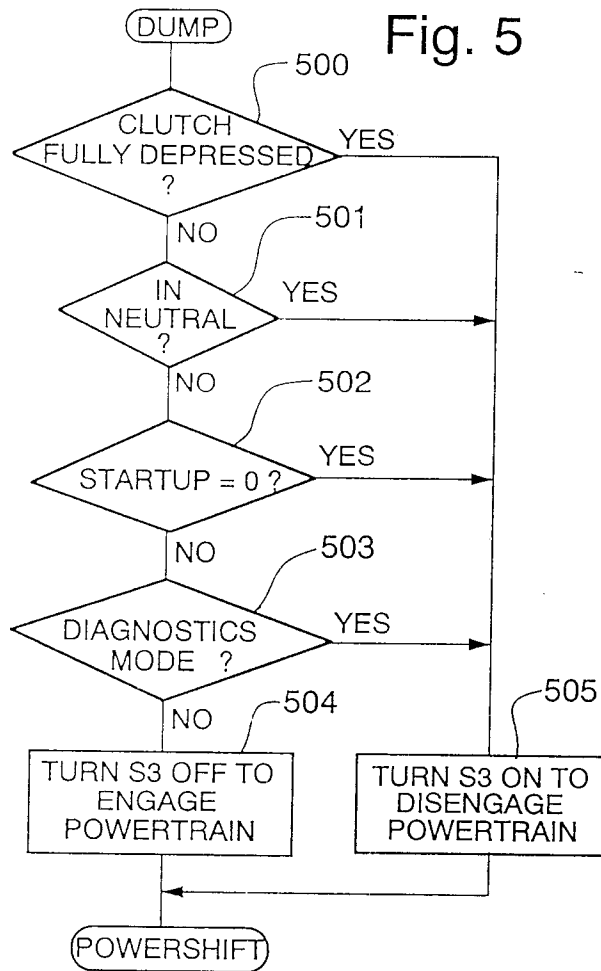 DUMP
Fig. 5
500
CLUTCH
FULLY DEPRESSED
?
YES
NO
501
IN
NEUTRAL
?
YES
NO
502
STARTUP = 0 ?
YES
NO
503
DIAGNOSTICS
MODE ?
YES
NO
504
TURN S3 OFF TO
ENGAGE
POWERTRAIN
505
TURN S3 ON TO
DISENGAGE
POWERTRAIN
POWERSHIFT